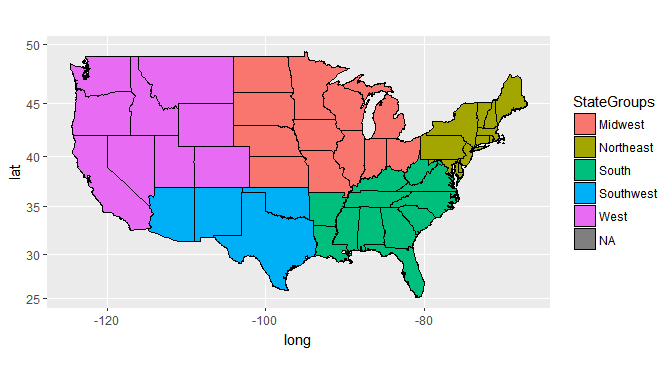 50
45
40
35
30
25
lat
-120
-100
-80
long
StateGroups
Midwest
Northeast
South
Southwest
West
NA